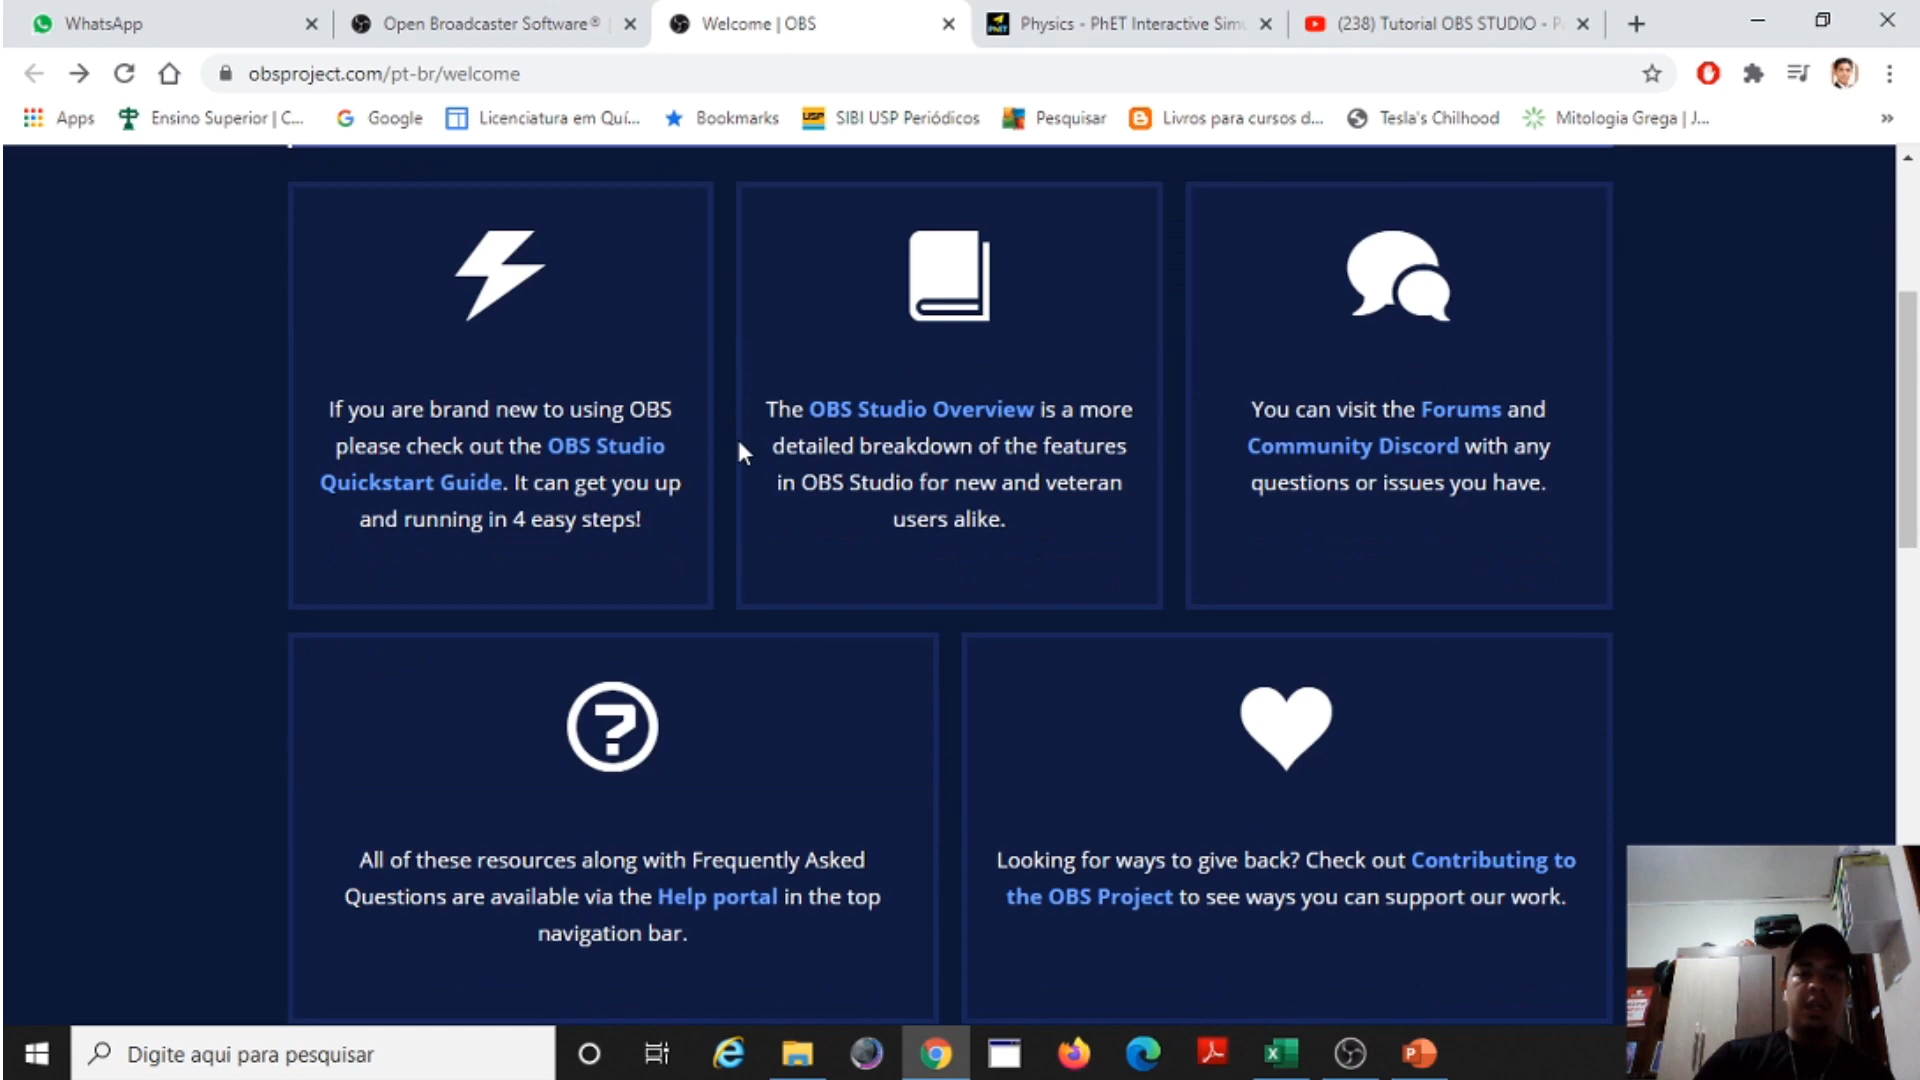 WhatsApp
Open Broadcaster Software®
Welcome | OBS
Physics - PhET Interactive Simu
(238) Tutorial OBS STUDIO - P
obsproject.com/pt-br/welcome
Apps
Ensino Superior | C...
Google
Licenciatura em Quí...
Bookmarks
USP
SIBI USP Periódicos
Pesquisar
Livros para cursos d...
Tesla's Chilhood
Mitologia Grega | J...
»
If you are brand new to using OBS
please check out the OBS Studio
Quickstart Guide. It can get you up
and running in 4 easy steps!
The OBS Studio Overview is a more
detailed breakdown of the features
in OBS Studio for new and veteran
users alike.
You can visit the Forums and
Community Discord with any
questions or issues you have.
?
All of these resources along with Frequently Asked
Questions are available via the Help portal in the top
navigation bar.
Looking for ways to give back? Check out Contributing to
the OBS Project to see ways you can support our work.
Digite aqui para pesquisar